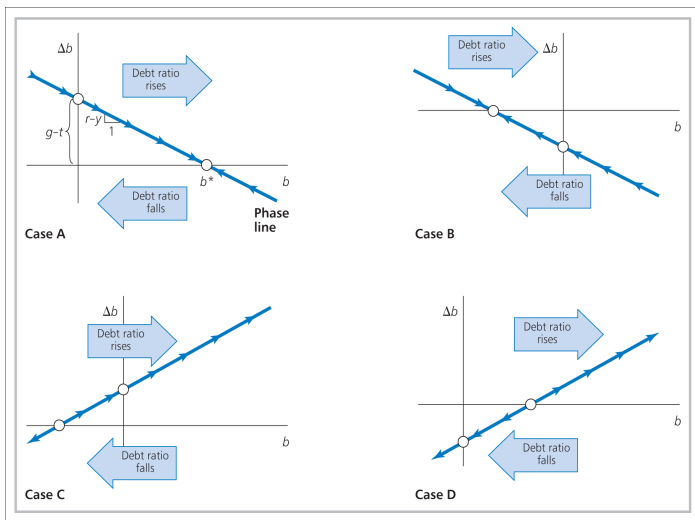 Δb
Debt ratio
rises
g–t
r–y
1
b*
b
Debt ratio
falls
Phase
line
Case A
Debt ratio
rises
Δb
b
Debt ratio
falls
Case B
Δb
Debt ratio
rises
b
Debt ratio
falls
Case C
Δb
Debt ratio
rises
b
Debt ratio
falls
Case D